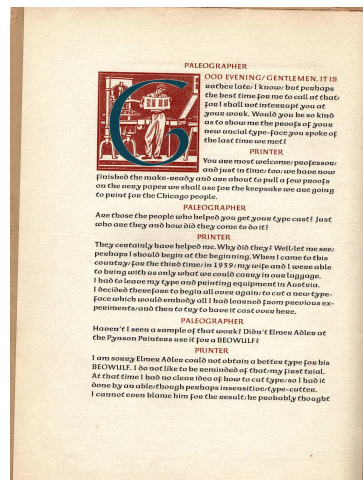 PALEOGRAPHER
GOOD EVENING/GENTLEMEN. IT IS
rather late/ I know/ but perhaps
the best time for me to call at that/
for I shall not interrupt you at
your work. Would you be so kind
as to show me the proofs of your
new uncial type-face you spoke of
the last time we met?
PRINTER
You are most welcome/professor/
and just in time/too/we have now
finished the make-ready and are about to pull a few proofs
on the very paper we shall use for the keepsake we are going
to print for the Chicago people.
PALEOGRAPHER
Are those the people who helped you get your type cast? Just
who are they and how did they come to do it?
PRINTER
They certainly have helped me. Why did they? Well/let me see/
perhaps I should begin at the beginning. When I came to this
country/for the third time/in 1939/my wife and I were able
to bring with us only what we could carry in our luggage.
I had to leave my type and printing equipment in Austria.
I decided therefore to begin all over again/to cut a new type-
face which would embody all I had learned from previous ex-
periments/and then to try to have it cast over here.
PALEOGRAPHER
Haven't I seen a sample of that work? Didn't Elmer Adler at
the Pynson Printers use it for a BEOWULF?
PRINTER
I am sorry Elmer Adler could not obtain a better type for his
BEOWULF. I do not like to be reminded of that/my first trial.
At that time I had no clear idea of how to cut type/so I had it
done by an able/though perhaps insensitive/type-cutter.
I cannot even blame him for the result/he probably thought